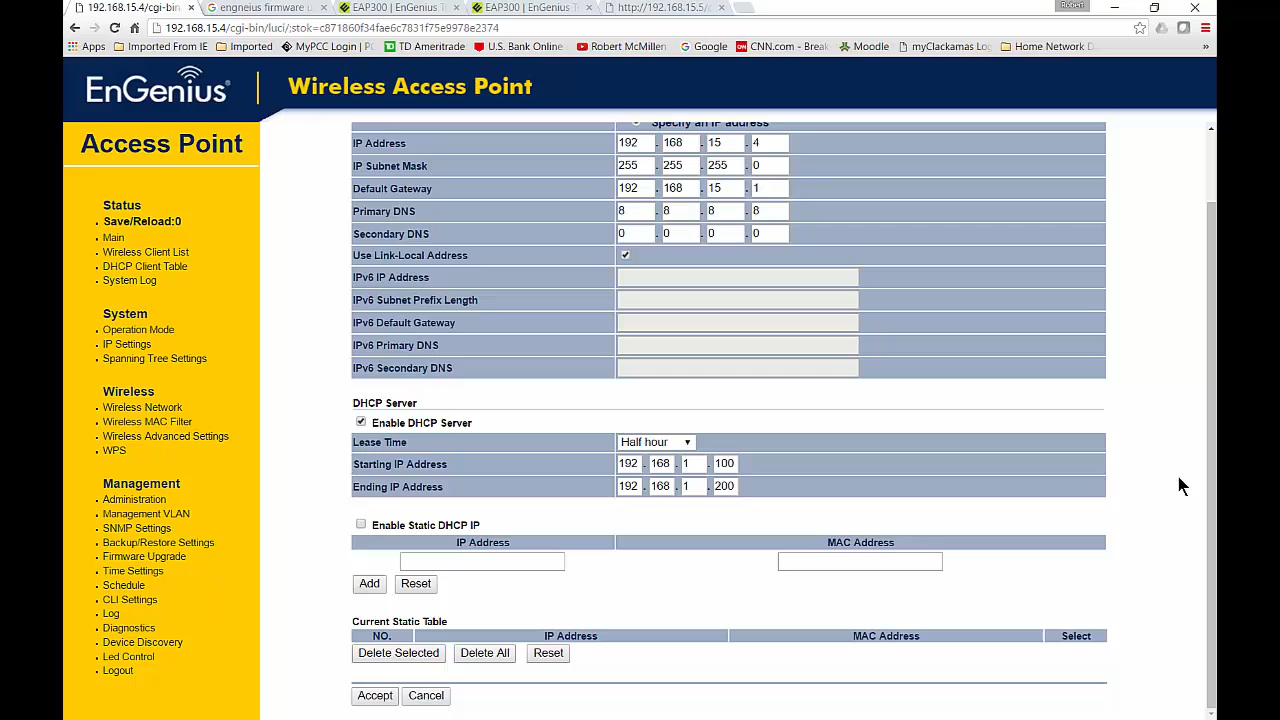 192.168.15.4/cgi-bin × engneius firmware u × EAP300 | EnGenius T × EAP300 | EnGenius T × http://192.168.15.5/c × Robert
192.168.15.4/cgi-bin/luci/;stok=c871860f34fae6c7831f75e9978e2374
Apps Imported From IE Imported MyPCC Login | P TD Ameritrade U.S. Bank Online Robert McMillen Google CNN.com - Break Moodle myClackamas Log Home Network D »
EnGenius Wireless Access Point
Access Point
Status
Save/Reload:0
Main
Wireless Client List
DHCP Client Table
System Log
System
Operation Mode
IP Settings
Spanning Tree Settings
Wireless
Wireless Network
Wireless MAC Filter
Wireless Advanced Settings
WPS
Management
Administration
Management VLAN
SNMP Settings
Backup/Restore Settings
Firmware Upgrade
Time Settings
Schedule
CLI Settings
Log
Diagnostics
Device Discovery
Led Control
Logout
Specify an IP address
IP Address 192 . 168 . 15 . 4
IP Subnet Mask 255 . 255 . 255 . 0
Default Gateway 192 . 168 . 15 . 1
Primary DNS 8 . 8 . 8 . 8
Secondary DNS 0 . 0 . 0 . 0
Use Link-Local Address
IPv6 IP Address
IPv6 Subnet Prefix Length
IPv6 Default Gateway
IPv6 Primary DNS
IPv6 Secondary DNS
DHCP Server
Enable DHCP Server
Lease Time Half hour
Starting IP Address 192 . 168 . 1 . 100
Ending IP Address 192 . 168 . 1 . 200
Enable Static DHCP IP
IP Address MAC Address
Add Reset
Current Static Table
NO. IP Address MAC Address Select
Delete Selected Delete All Reset
Accept Cancel